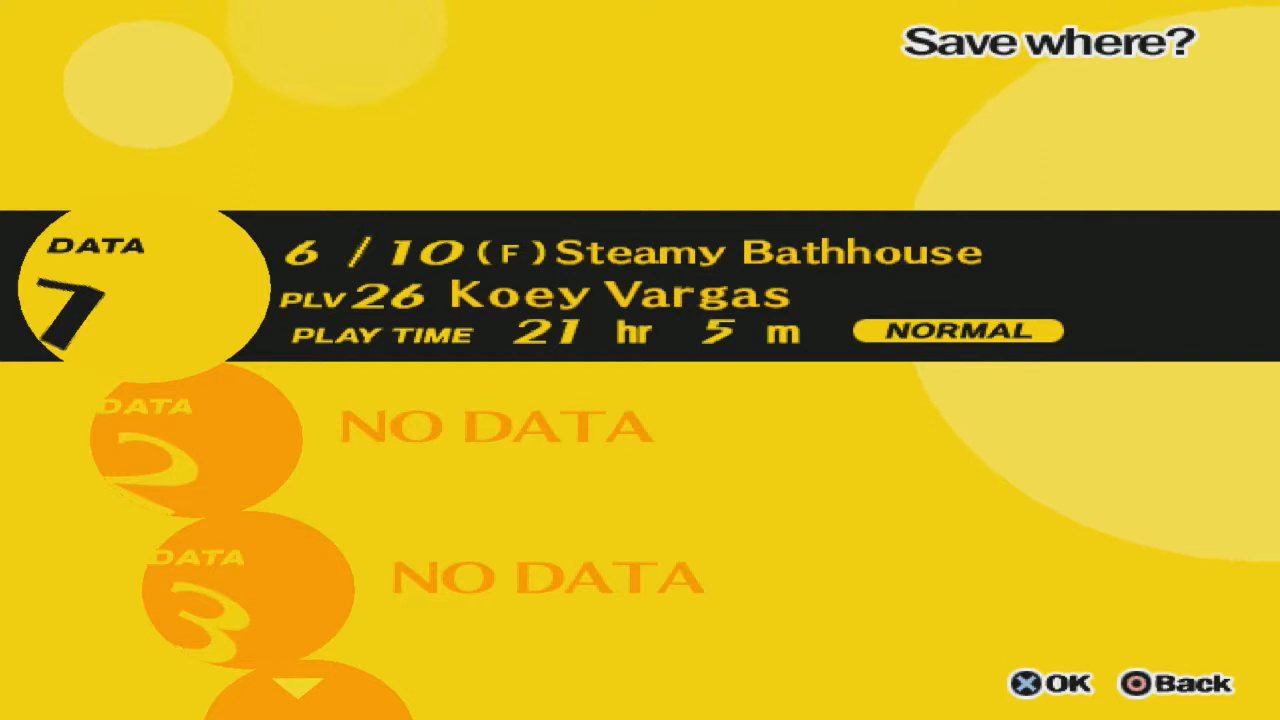 Save where?
DATA
1
6 / 10 (F) Steamy Bathhouse
PLV 26 Koey Vargas
PLAY TIME 21 hr 5 m NORMAL
DATA
2
NO DATA
DATA
3
NO DATA
OK Back